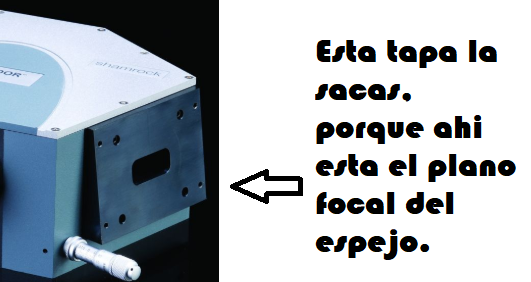 DOR
shamrock
Esta tapa la
sacas,
porque ahi
esta el plano
focal del
espejo.